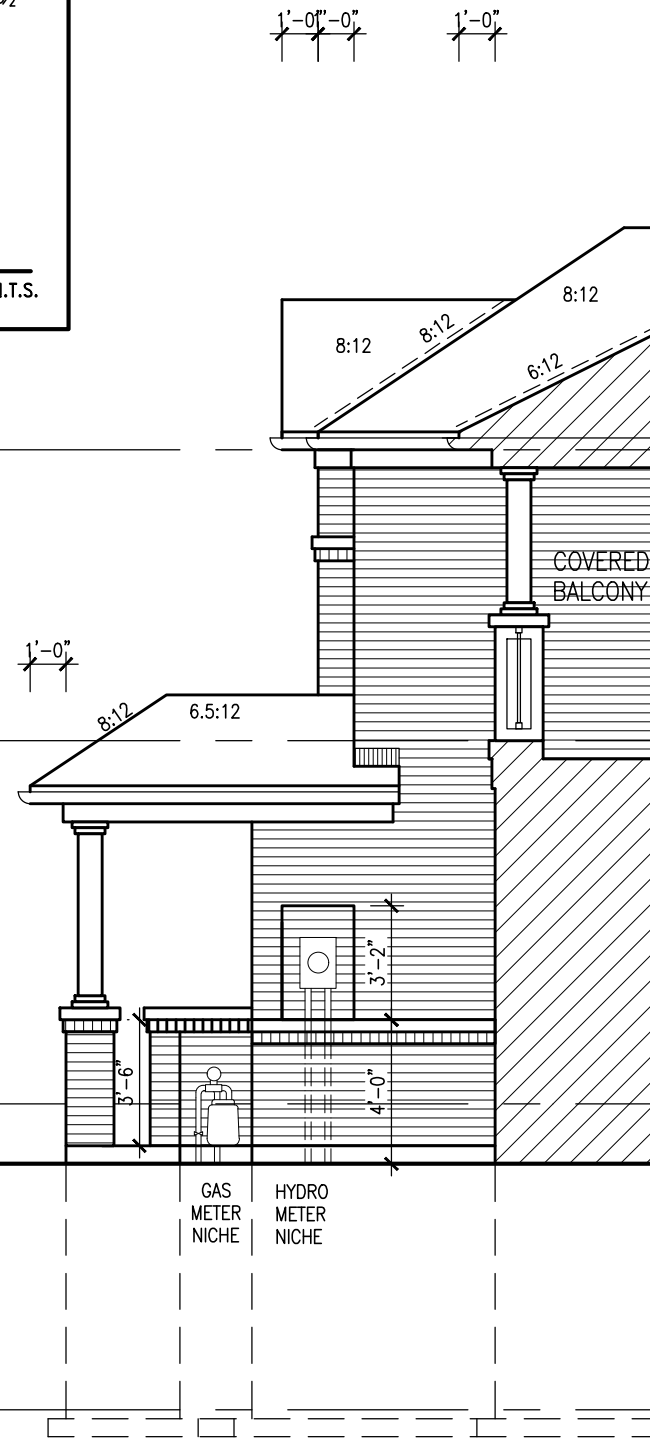 1'-0" 1'-0" 1'-0"
N.T.S.
8:12
8:12
8:12
6:12
COVERED
BALCONY
1'-0"
8:12
6.5:12
3'-2"
3'-6"
4'-0"
GAS
METER
NICHE
HYDRO
METER
NICHE